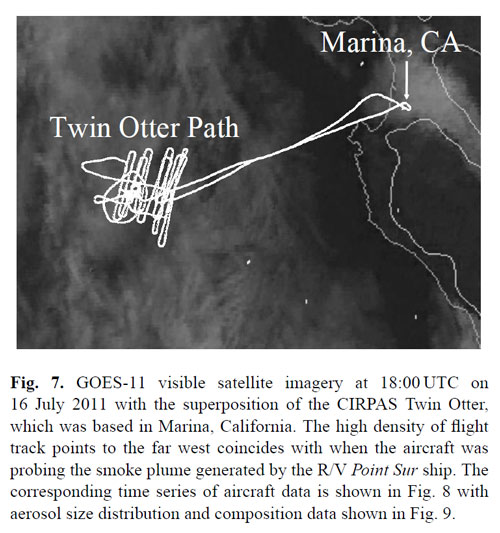 Marina, CA
Twin Otter Path
Fig. 7. GOES-11 visible satellite imagery at 18:00 UTC on
16 July 2011 with the superposition of the CIRPAS Twin Otter,
which was based in Marina, California. The high density of flight
track points to the far west coincides with when the aircraft was
probing the smoke plume generated by the R/V Point Sur ship. The
corresponding time series of aircraft data is shown in Fig. 8 with
aerosol size distribution and composition data shown in Fig. 9.